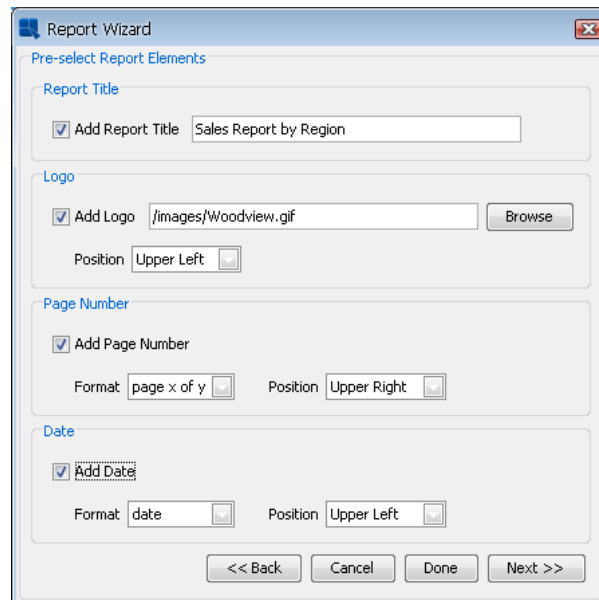 Report Wizard
Pre-select Report Elements
Report Title
Add Report Title Sales Report by Region
Logo
Add Logo /images/Woodview.gif Browse
Position Upper Left
Page Number
Add Page Number
Format page x of y Position Upper Right
Date
Add Date
Format date Position Upper Left
<< Back Cancel Done Next >>